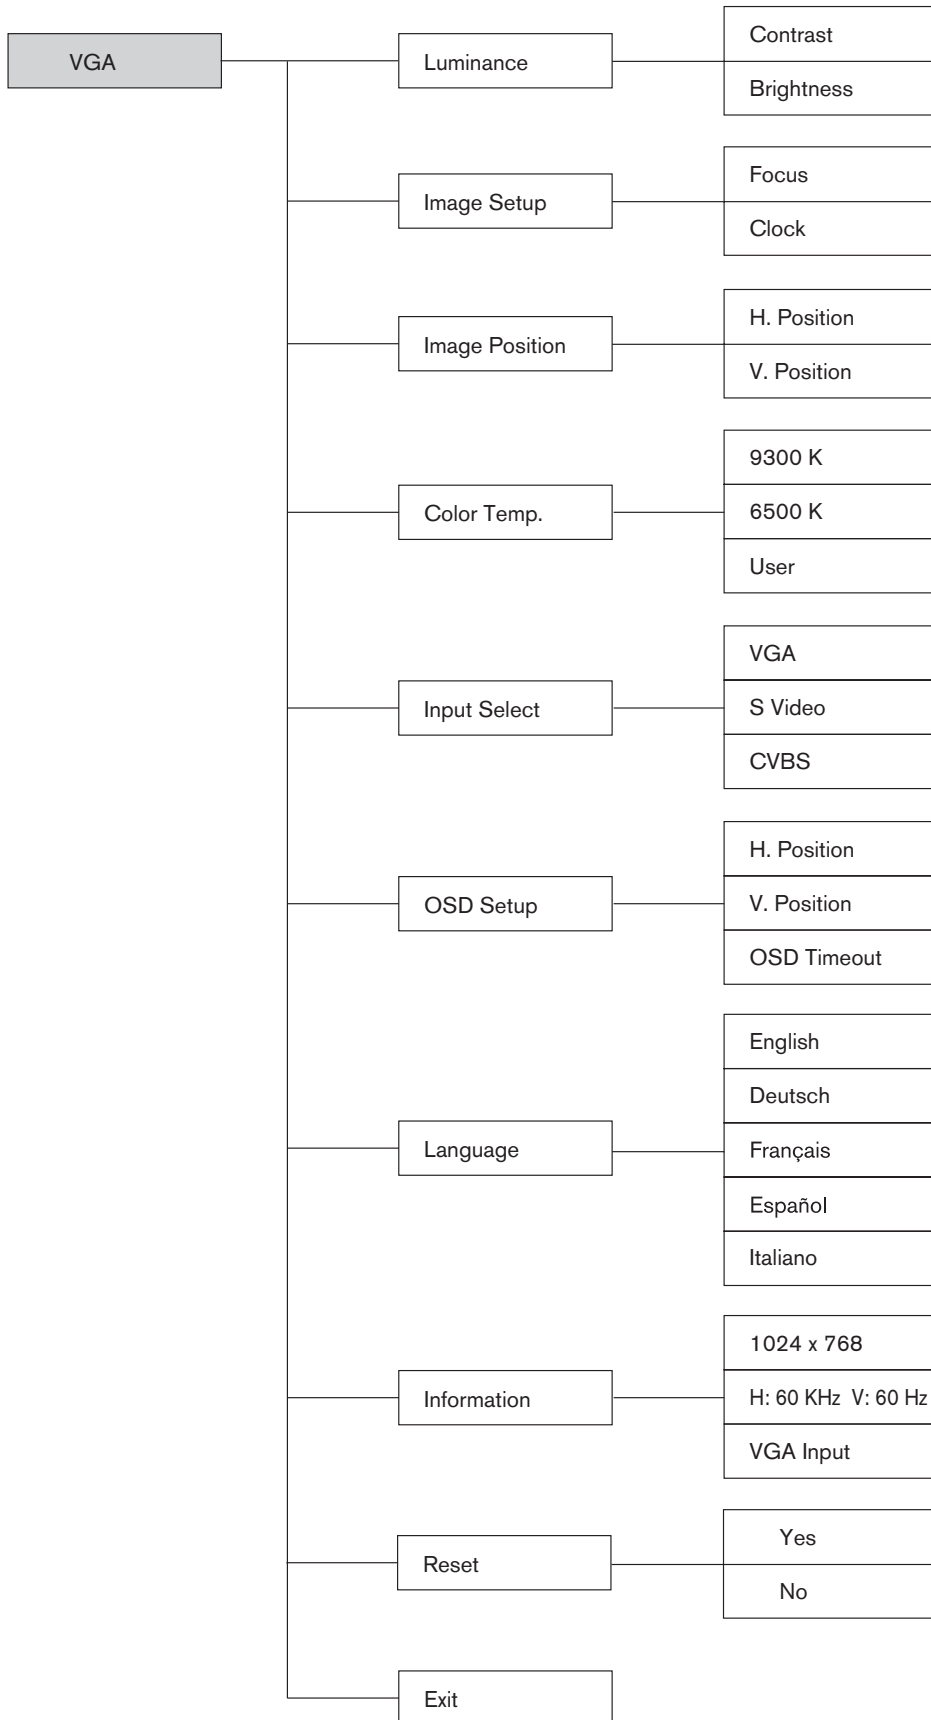 VGA
Luminance
Contrast
Brightness
Image Setup
Focus
Clock
Image Position
H. Position
V. Position
Color Temp.
9300 K
6500 K
User
Input Select
VGA
S Video
CVBS
OSD Setup
H. Position
V. Position
OSD Timeout
Language
English
Deutsch
Français
Español
Italiano
Information
1024 x 768
H: 60 KHz V: 60 Hz
VGA Input
Reset
Yes
No
Exit